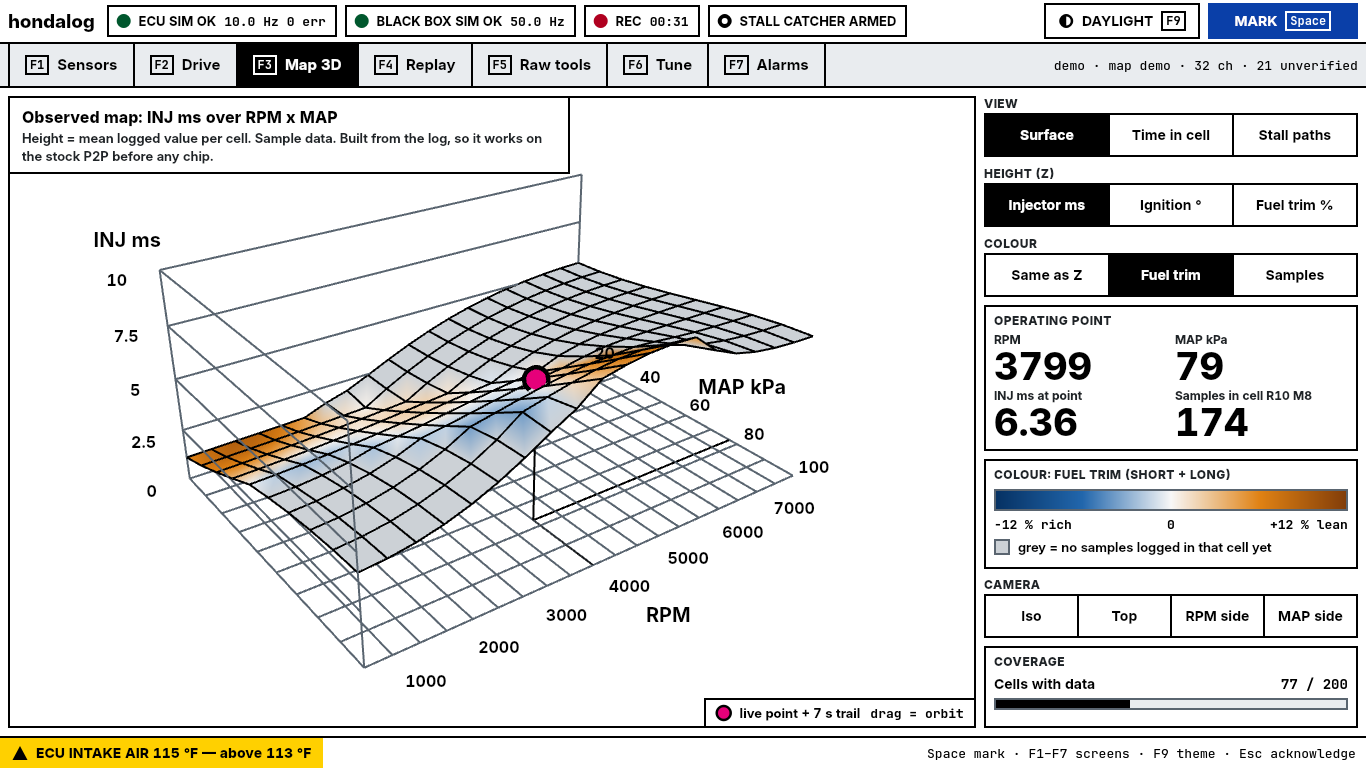 hondalog
ECU SIM OK 10.0 Hz 0 err
BLACK BOX SIM OK 50.0 Hz
REC 00:31
STALL CATCHER ARMED
DAYLIGHT F9
MARK Space
F1 Sensors
F2 Drive
F3 Map 3D
F4 Replay
F5 Raw tools
F6 Tune
F7 Alarms
demo · map demo · 32 ch · 21 unverified
Observed map: INJ ms over RPM x MAP
Height = mean logged value per cell. Sample data. Built from the log, so it works on
the stock P2P before any chip.
INJ ms
10
7.5
5
2.5
0
20
40
60
80
100
MAP kPa
7000
6000
5000
4000
3000
2000
1000
RPM
live point + 7 s trail drag = orbit
VIEW
Surface
Time in cell
Stall paths
HEIGHT (Z)
Injector ms
Ignition °
Fuel trim %
COLOUR
Same as Z
Fuel trim
Samples
OPERATING POINT
RPM
3799
MAP kPa
79
INJ ms at point
6.36
Samples in cell R10 M8
174
COLOUR: FUEL TRIM (SHORT + LONG)
-12 % rich
0
+12 % lean
grey = no samples logged in that cell yet
CAMERA
Iso
Top
RPM side
MAP side
COVERAGE
Cells with data 77 / 200
ECU INTAKE AIR 115 °F — above 113 °F
Space mark · F1–F7 screens · F9 theme · Esc acknowledge